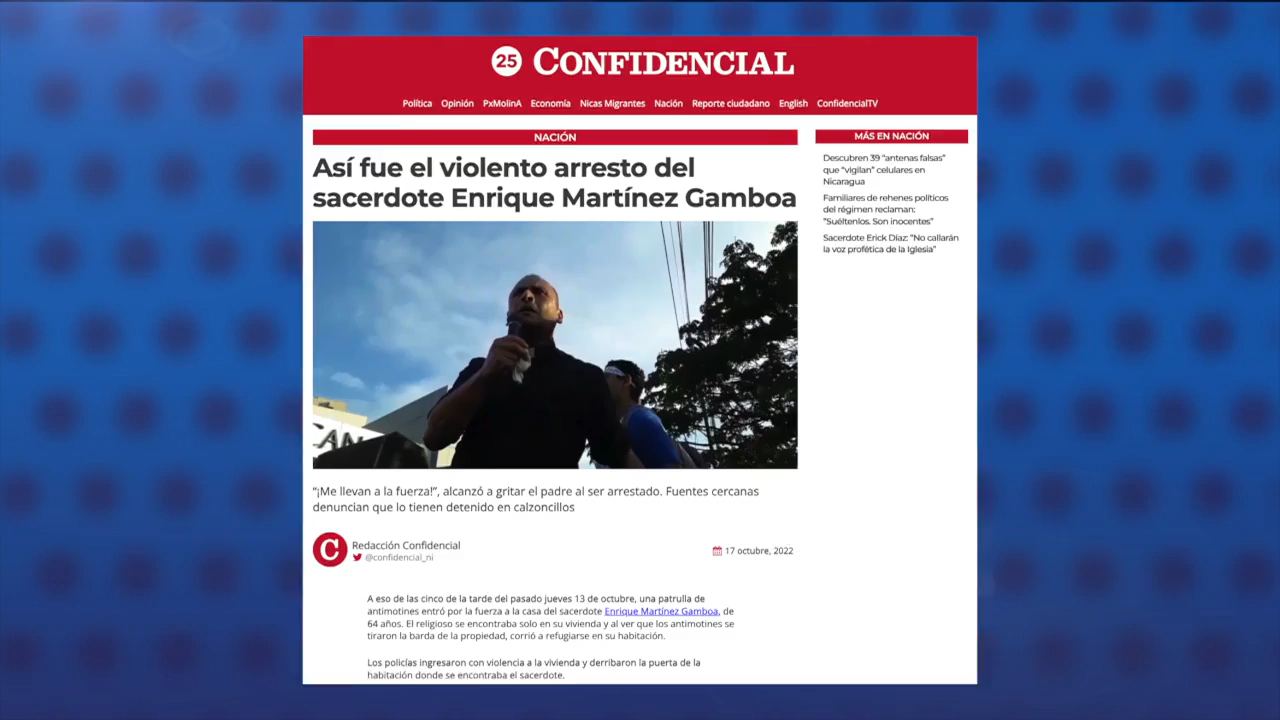 25 CONFIDENCIAL
Política Opinión PxMolinA Economía Nicas Migrantes Nación Reporte ciudadano English ConfidencialTV
NACIÓN
Así fue el violento arresto del
sacerdote Enrique Martínez Gamboa
CAN
“¡Me llevan a la fuerza!”, alcanzó a gritar el padre al ser arrestado. Fuentes cercanas
denuncian que lo tienen detenido en calzoncillos
C
Redacción Confidencial
@confidencial_ni
17 octubre, 2022
A eso de las cinco de la tarde del pasado jueves 13 de octubre, una patrulla de
antimotines entró por la fuerza a la casa del sacerdote Enrique Martínez Gamboa, de
64 años. El religioso se encontraba solo en su vivienda y al ver que los antimotines se
tiraron la barda de la propiedad, corrió a refugiarse en su habitación.
Los policías ingresaron con violencia a la vivienda y derribaron la puerta de la
habitación donde se encontraba el sacerdote.
MÁS EN NACIÓN
Descubren 39 “antenas falsas”
que “vigilan” celulares en
Nicaragua
Familiares de rehenes políticos
del régimen reclaman:
“Suéltenlos. Son inocentes”
Sacerdote Erick Díaz: “No callarán
la voz profética de la Iglesia”